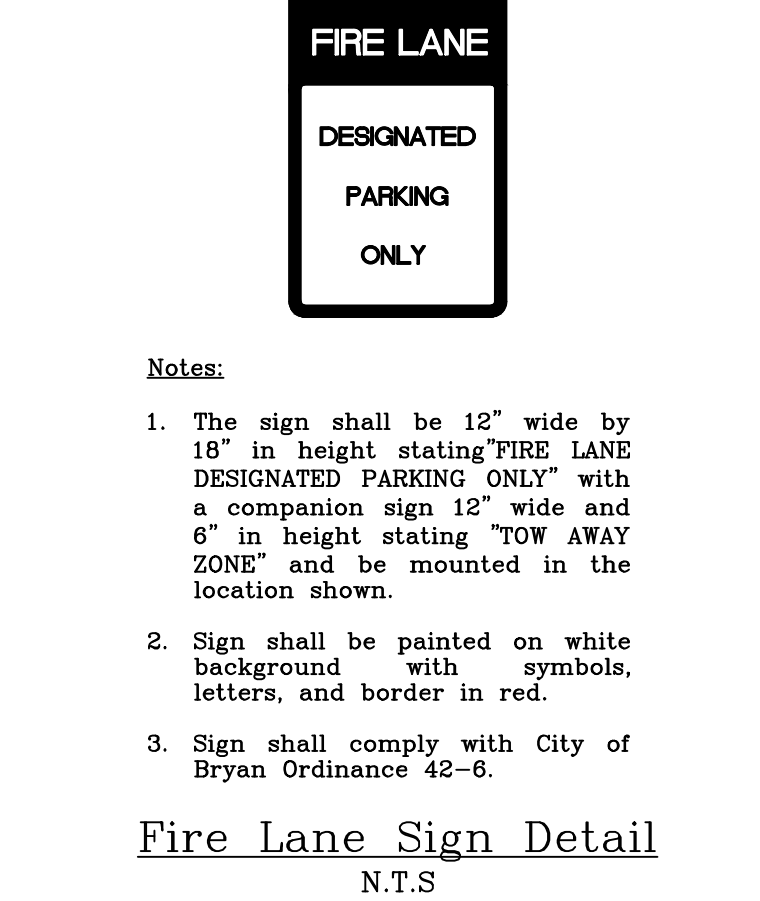 FIRE LANE
DESIGNATED
PARKING
ONLY
Notes:
1. The sign shall be 12" wide by
18" in height stating"FIRE LANE
DESIGNATED PARKING ONLY" with
a companion sign 12" wide and
6" in height stating "TOW AWAY
ZONE" and be mounted in the
location shown.
2. Sign shall be painted on white
background with symbols,
letters, and border in red.
3. Sign shall comply with City of
Bryan Ordinance 42-6.
Fire Lane Sign Detail
N.T.S